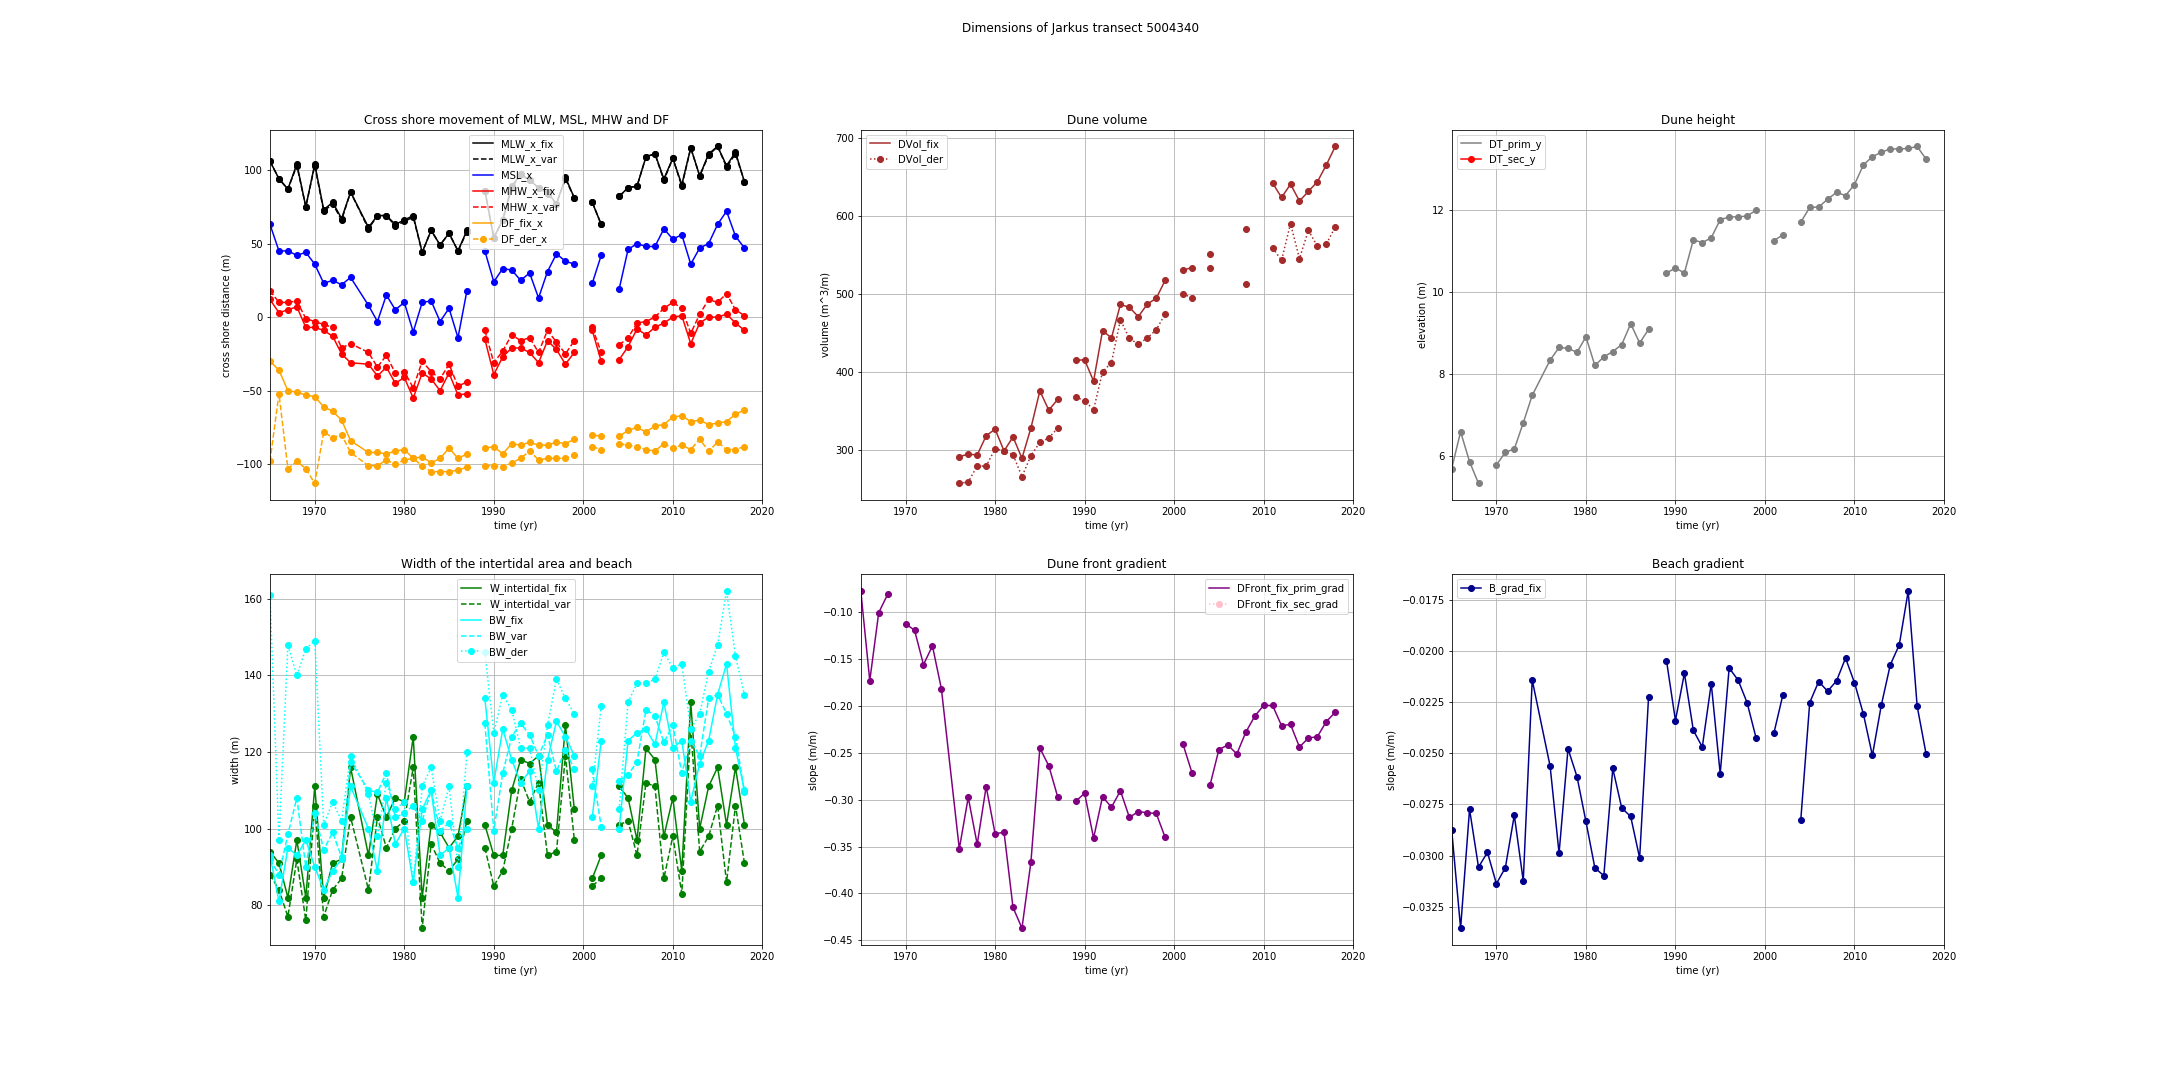 Dimensions of Jarkus transect 5004340
Cross shore movement of MLW, MSL, MHW and DF
cross shore distance (m)
100
50
0
−50
−100
MLW_x_fix
MLW_x_var
MSL_x
MHW_x_fix
MHW_x_var
DF_fix_x
DF_der_x
1970 1980 1990 2000 2010 2020
time (yr)
Dune volume
volume (m^3/m)
700
600
500
400
300
DVol_fix
DVol_der
1970 1980 1990 2000 2010 2020
time (yr)
Dune height
elevation (m)
12
10
8
6
DT_prim_y
DT_sec_y
1970 1980 1990 2000 2010 2020
time (yr)
Width of the intertidal area and beach
width (m)
160
140
120
100
80
W_intertidal_fix
W_intertidal_var
BW_fix
BW_var
BW_der
1970 1980 1990 2000 2010 2020
time (yr)
Dune front gradient
slope (m/m)
−0.10
−0.15
−0.20
−0.25
−0.30
−0.35
−0.40
−0.45
DFront_fix_prim_grad
DFront_fix_sec_grad
1970 1980 1990 2000 2010 2020
time (yr)
Beach gradient
slope (m/m)
−0.0175
−0.0200
−0.0225
−0.0250
−0.0275
−0.0300
−0.0325
B_grad_fix
1970 1980 1990 2000 2010 2020
time (yr)